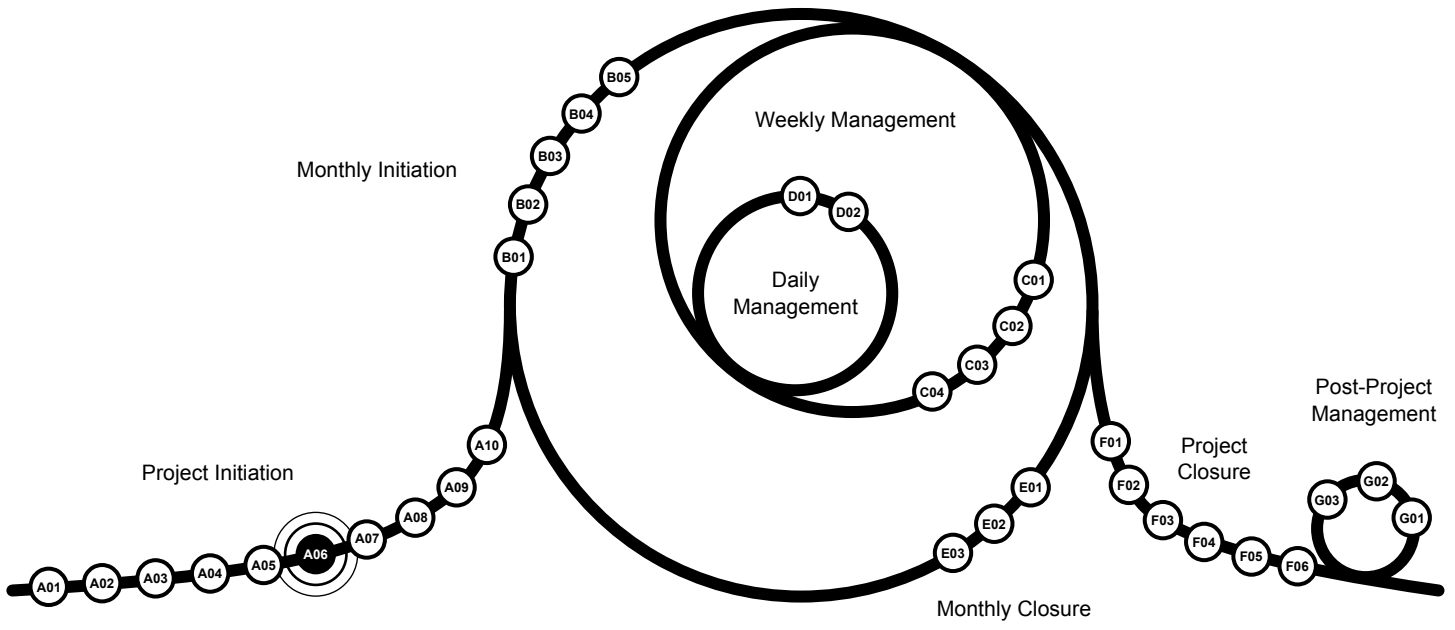 Project Initiation
A01
A02
A03
A04
A05
A06
A07
A08
A09
A10
Monthly Initiation
B01
B02
B03
B04
B05
Weekly Management
C01
C02
C03
C04
Daily
Management
D01
D02
Monthly Closure
E01
E02
E03
Project
Closure
F01
F02
F03
F04
F05
F06
Post-Project
Management
G01
G02
G03